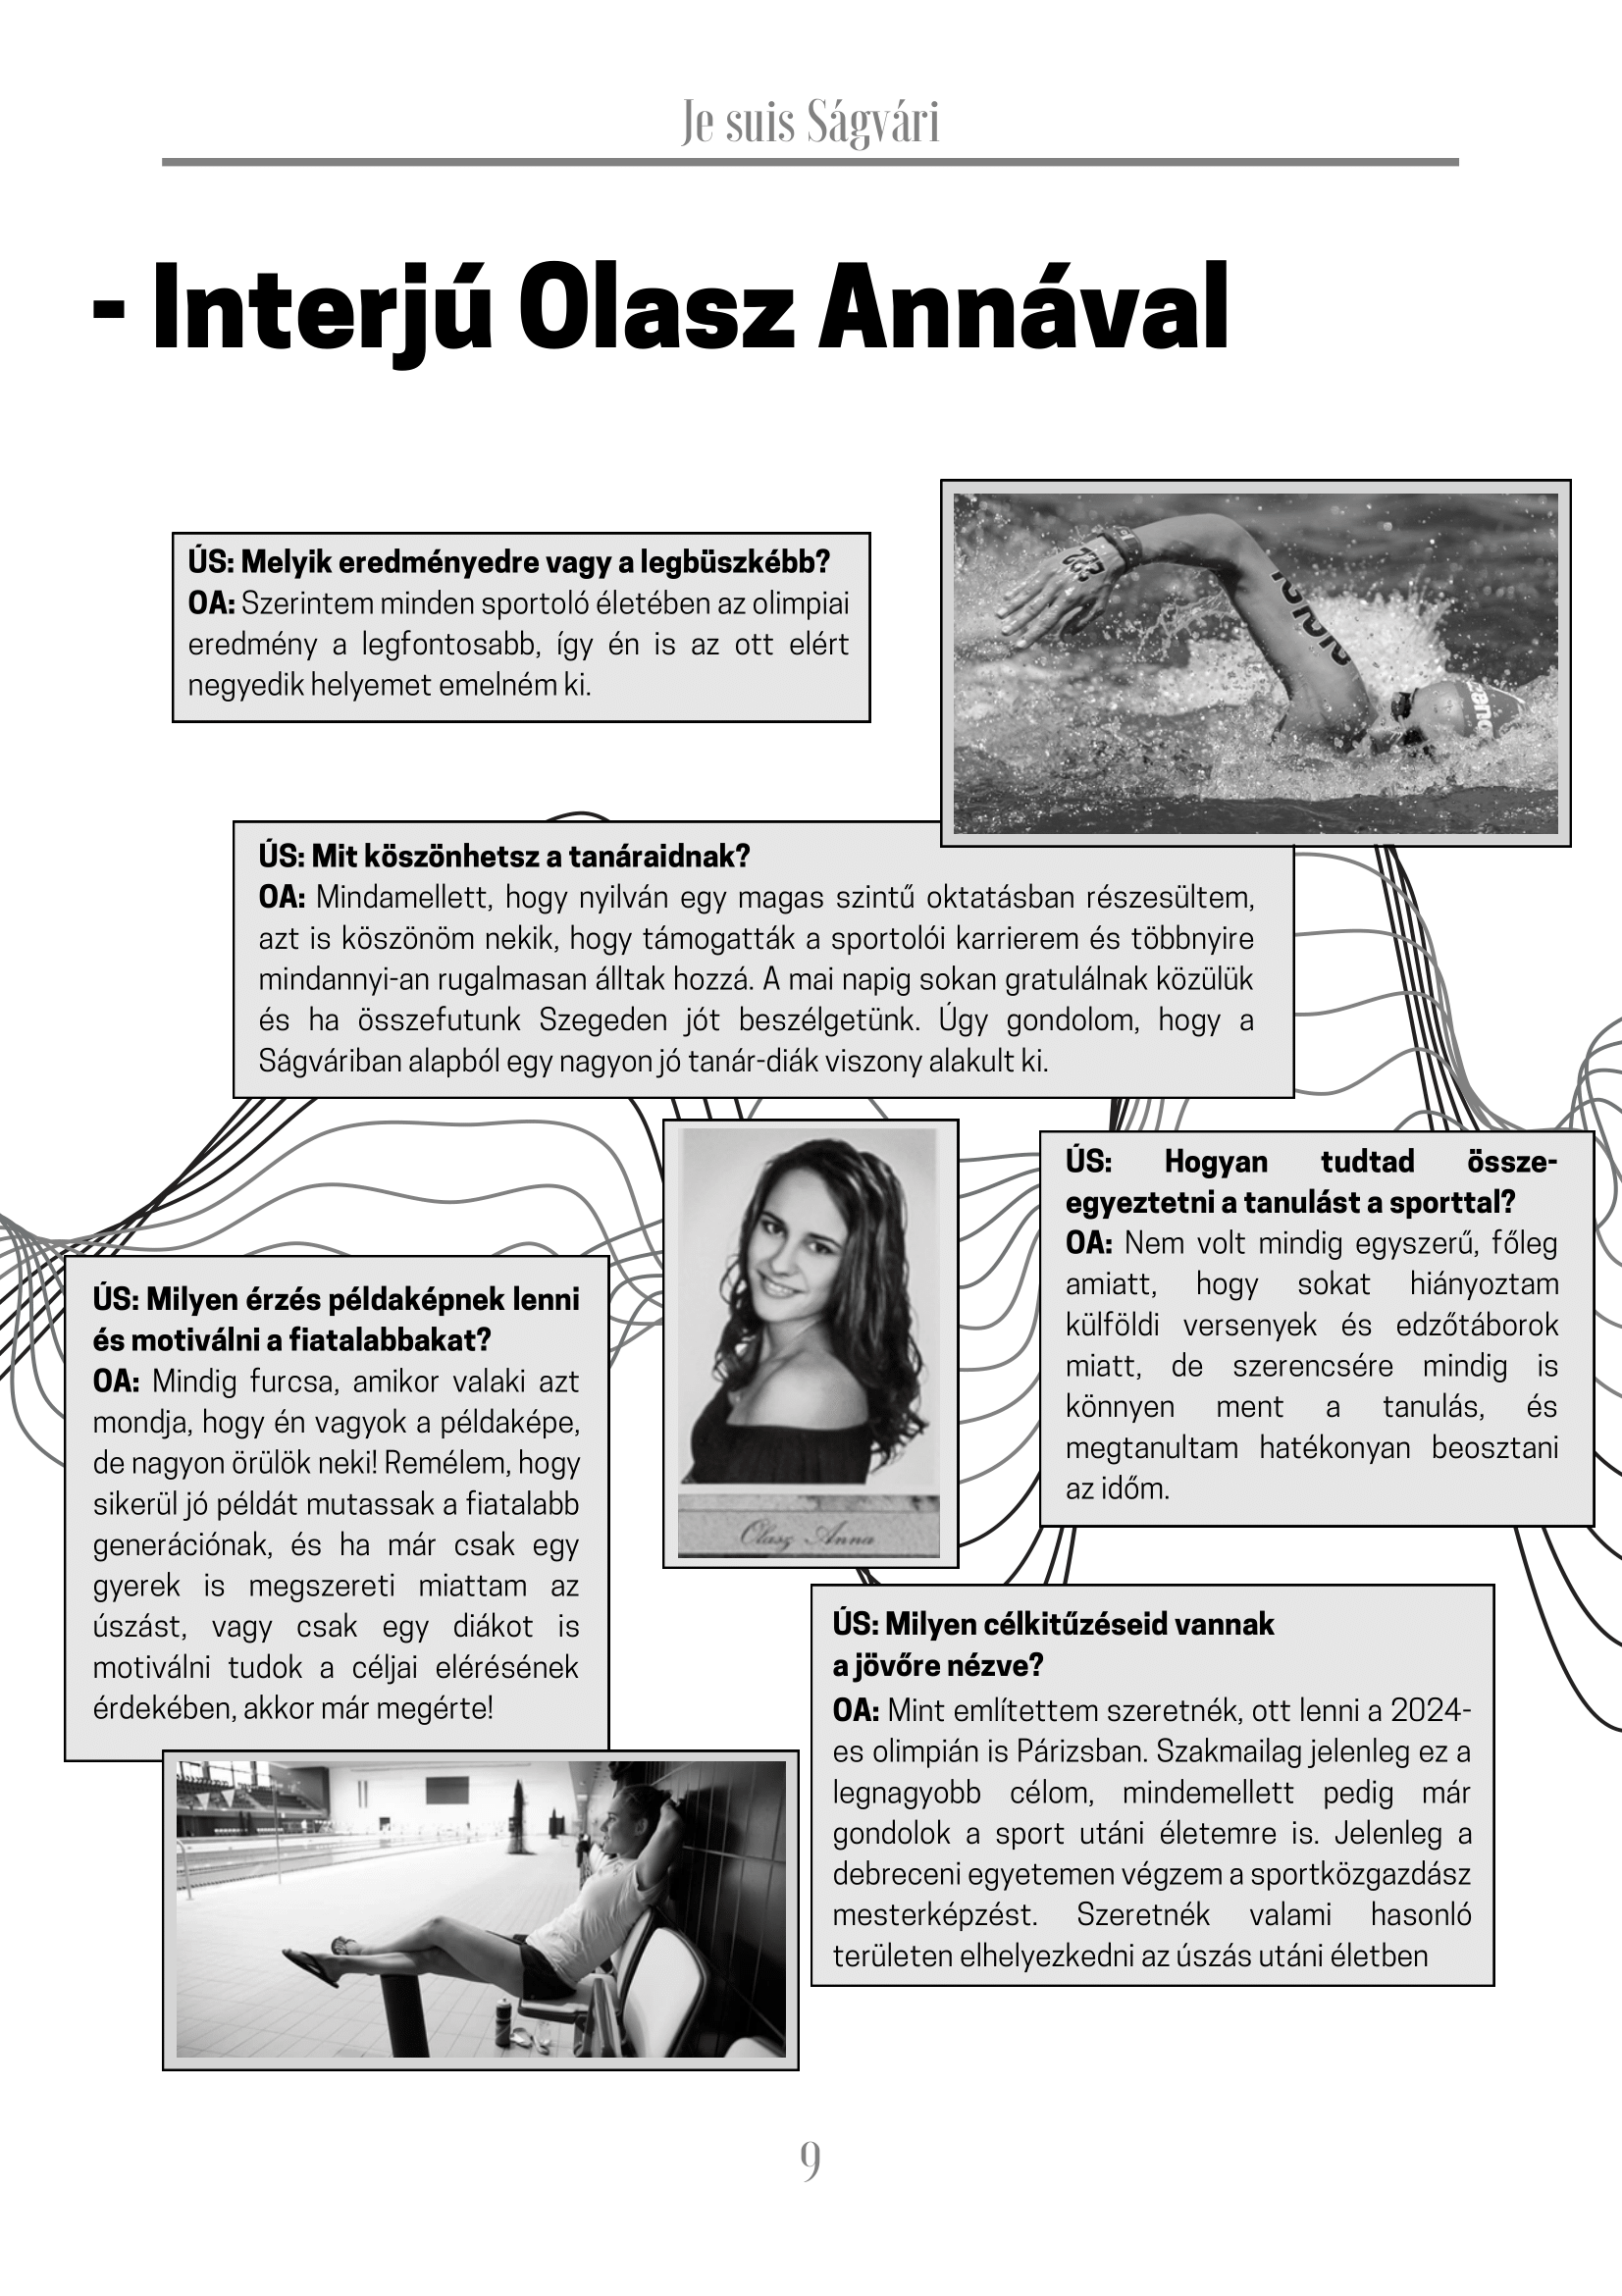 Je suis Ságvári
- Interjú Olasz Annával
ÚS: Melyik eredményedre vagy a legbüszkébb?
OA: Szerintem minden sportoló életében az olimpiai
eredmény a legfontosabb, így én is az ott elért
negyedik helyemet emelném ki.
arena
ÚS: Mit köszönhetsz a tanáraidnak?
OA: Mindamellett, hogy nyilván egy magas szintű oktatásban részesültem,
azt is köszönöm nekik, hogy támogatták a sportolói karrierem és többnyire
mindannyi-an rugalmasan álltak hozzá. A mai napig sokan gratulálnak közülük
és ha összefutunk Szegeden jót beszélgetünk. Úgy gondolom, hogy a
Ságváriban alapból egy nagyon jó tanár-diák viszony alakult ki.
ÚS: Hogyan tudtad össze-
egyeztetni a tanulást a sporttal?
OA: Nem volt mindig egyszerű, főleg
amiatt, hogy sokat hiányoztam
külföldi versenyek és edzőtáborok
miatt, de szerencsére mindig is
könnyen ment a tanulás, és
megtanultam hatékonyan beosztani
az időm.
Olasz Anna
ÚS: Milyen érzés példaképnek lenni
és motiválni a fiatalabbakat?
OA: Mindig furcsa, amikor valaki azt
mondja, hogy én vagyok a példaképe,
de nagyon örülök neki! Remélem, hogy
sikerül jó példát mutassak a fiatalabb
generációnak, és ha már csak egy
gyerek is megszereti miattam az
úszást, vagy csak egy diákot is
motiválni tudok a céljai elérésének
érdekében, akkor már megérte!
ÚS: Milyen célkitűzéseid vannak
a jövőre nézve?
OA: Mint említettem szeretnék, ott lenni a 2024-
es olimpián is Párizsban. Szakmailag jelenleg ez a
legnagyobb célom, mindemellett pedig már
gondolok a sport utáni életemre is. Jelenleg a
debreceni egyetemen végzem a sportközgazdász
mesterképzést. Szeretnék valami hasonló
területen elhelyezkedni az úszás utáni életben
9